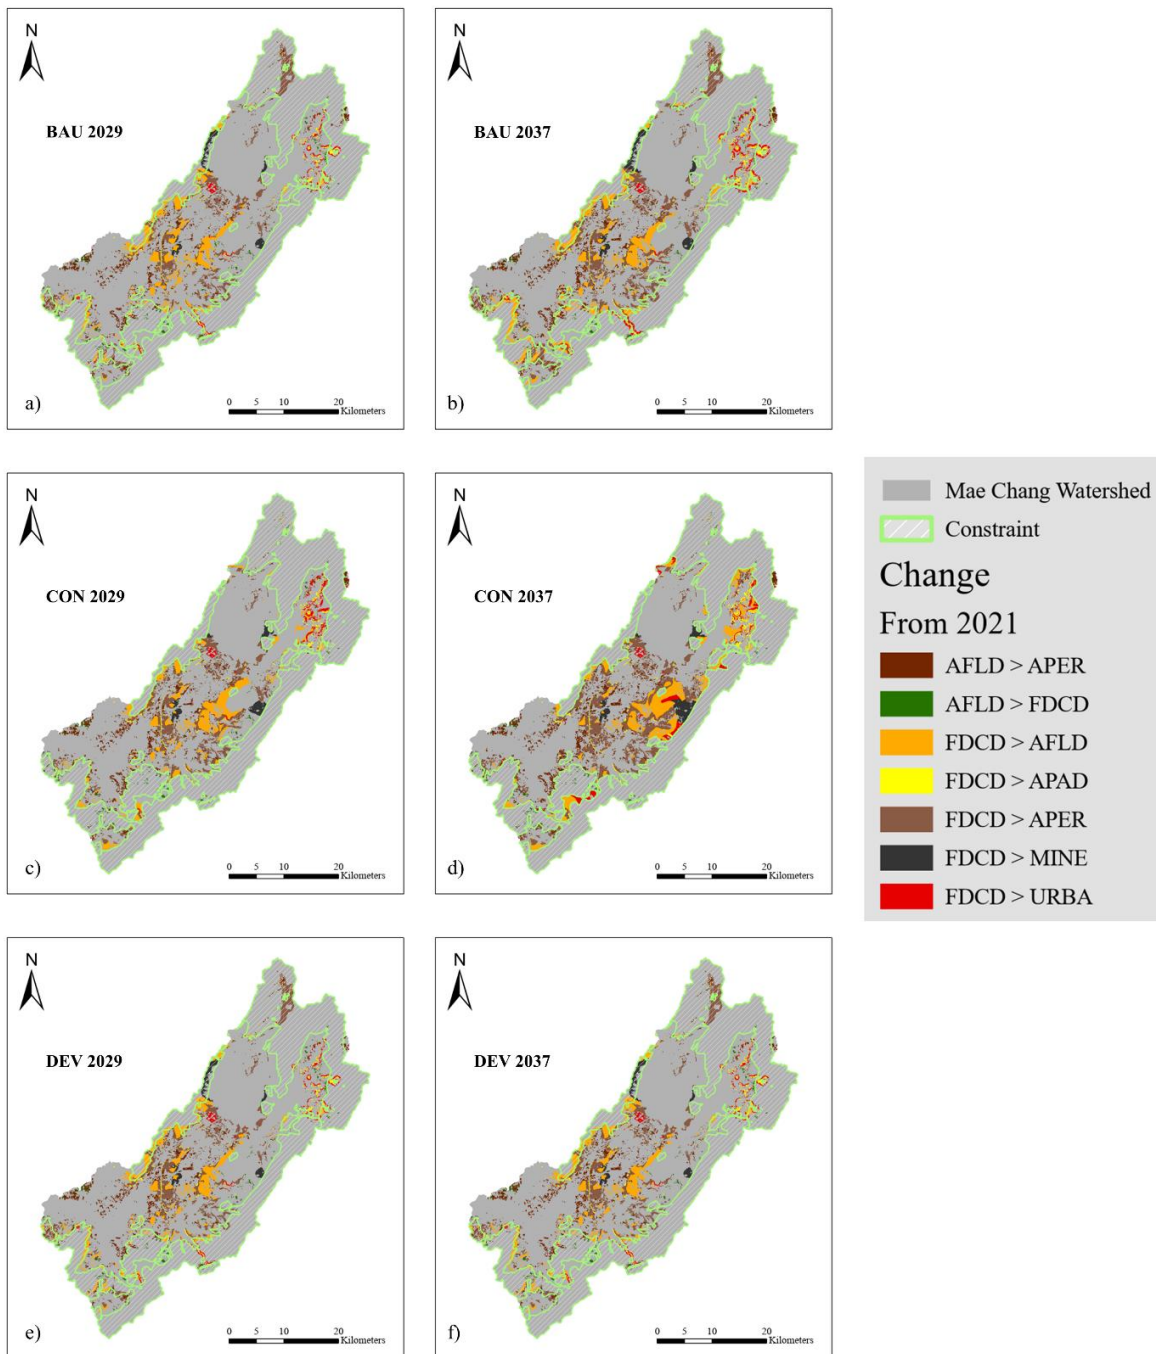 N
BAU 2029
0 5 10 20
Kilometers
a)
N
BAU 2037
0 5 10 20
Kilometers
b)
N
CON 2029
0 5 10 20
Kilometers
c)
N
CON 2037
0 5 10 20
Kilometers
d)
Mae Chang Watershed
Constraint
Change
From 2021
AFLD > APER
AFLD > FDCD
FDCD > AFLD
FDCD > APAD
FDCD > APER
FDCD > MINE
FDCD > URBA
N
DEV 2029
0 5 10 20
Kilometers
e)
N
DEV 2037
0 5 10 20
Kilometers
f)